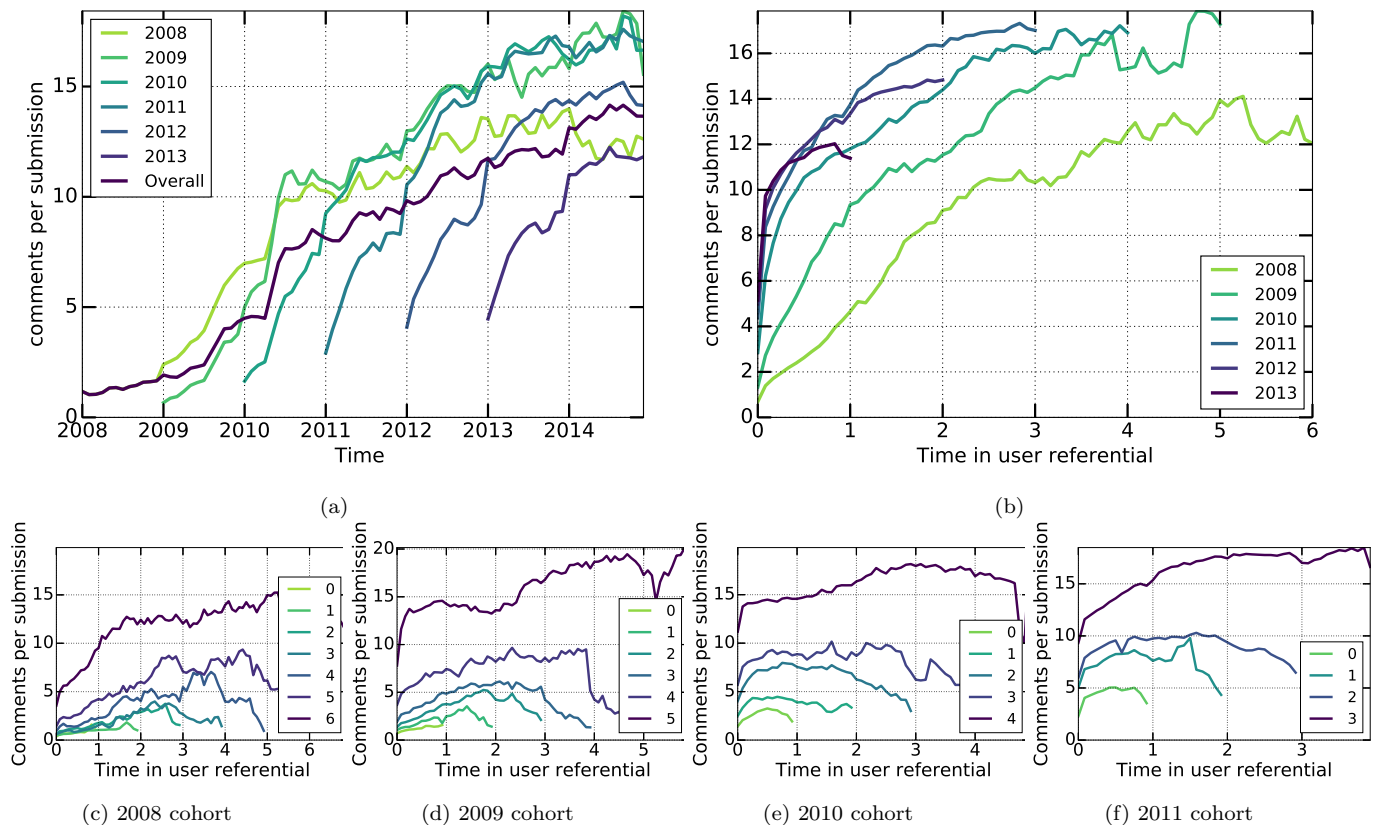 comments per submission
15
10
5
0
2008
2009
2010
2011
2012
2013
Overall
2008 2009 2010 2011 2012 2013 2014
Time
(a)
comments per submission
16
14
12
10
8
6
4
2
0
2008
2009
2010
2011
2012
2013
0 1 2 3 4 5 6
Time in user referential
(b)
Comments per submission
15
10
5
0
0
1
2
3
4
5
6
0 1 2 3 4 5 6
Time in user referential
(c) 2008 cohort
Comments per submission
20
15
10
5
0
0
1
2
3
4
5
0 1 2 3 4 5
Time in user referential
(d) 2009 cohort
Comments per submission
15
10
5
0
0
1
2
3
4
0 1 2 3 4
Time in user referential
(e) 2010 cohort
Comments per submission
15
10
5
0
0
1
2
3
0 1 2 3
Time in user referential
(f) 2011 cohort